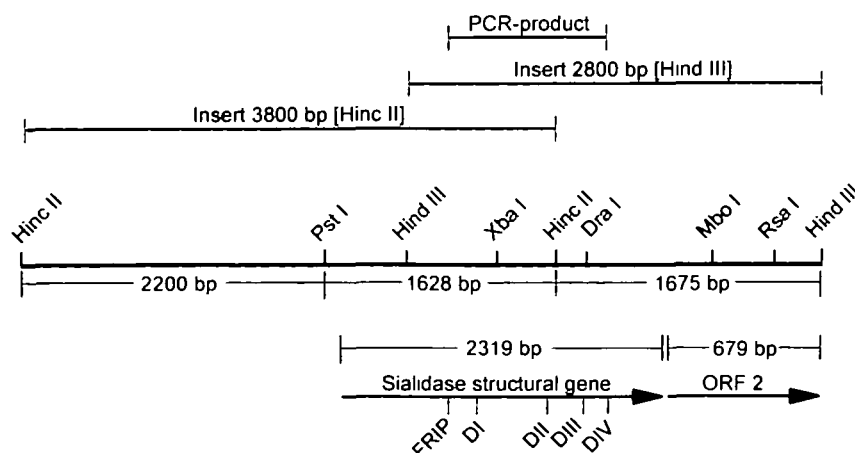 PCR-product
Insert 2800 bp [Hind III]
Insert 3800 bp [Hinc II]
Hinc II
Pst I
Hind III
Xba I
Hinc II
Dra I
Mbo I
Rsa I
Hind III
2200 bp
1628 bp
1675 bp
2319 bp
679 bp
Sialidase structural gene
ORF 2
FRIP
DI
DII
DIII
DIV